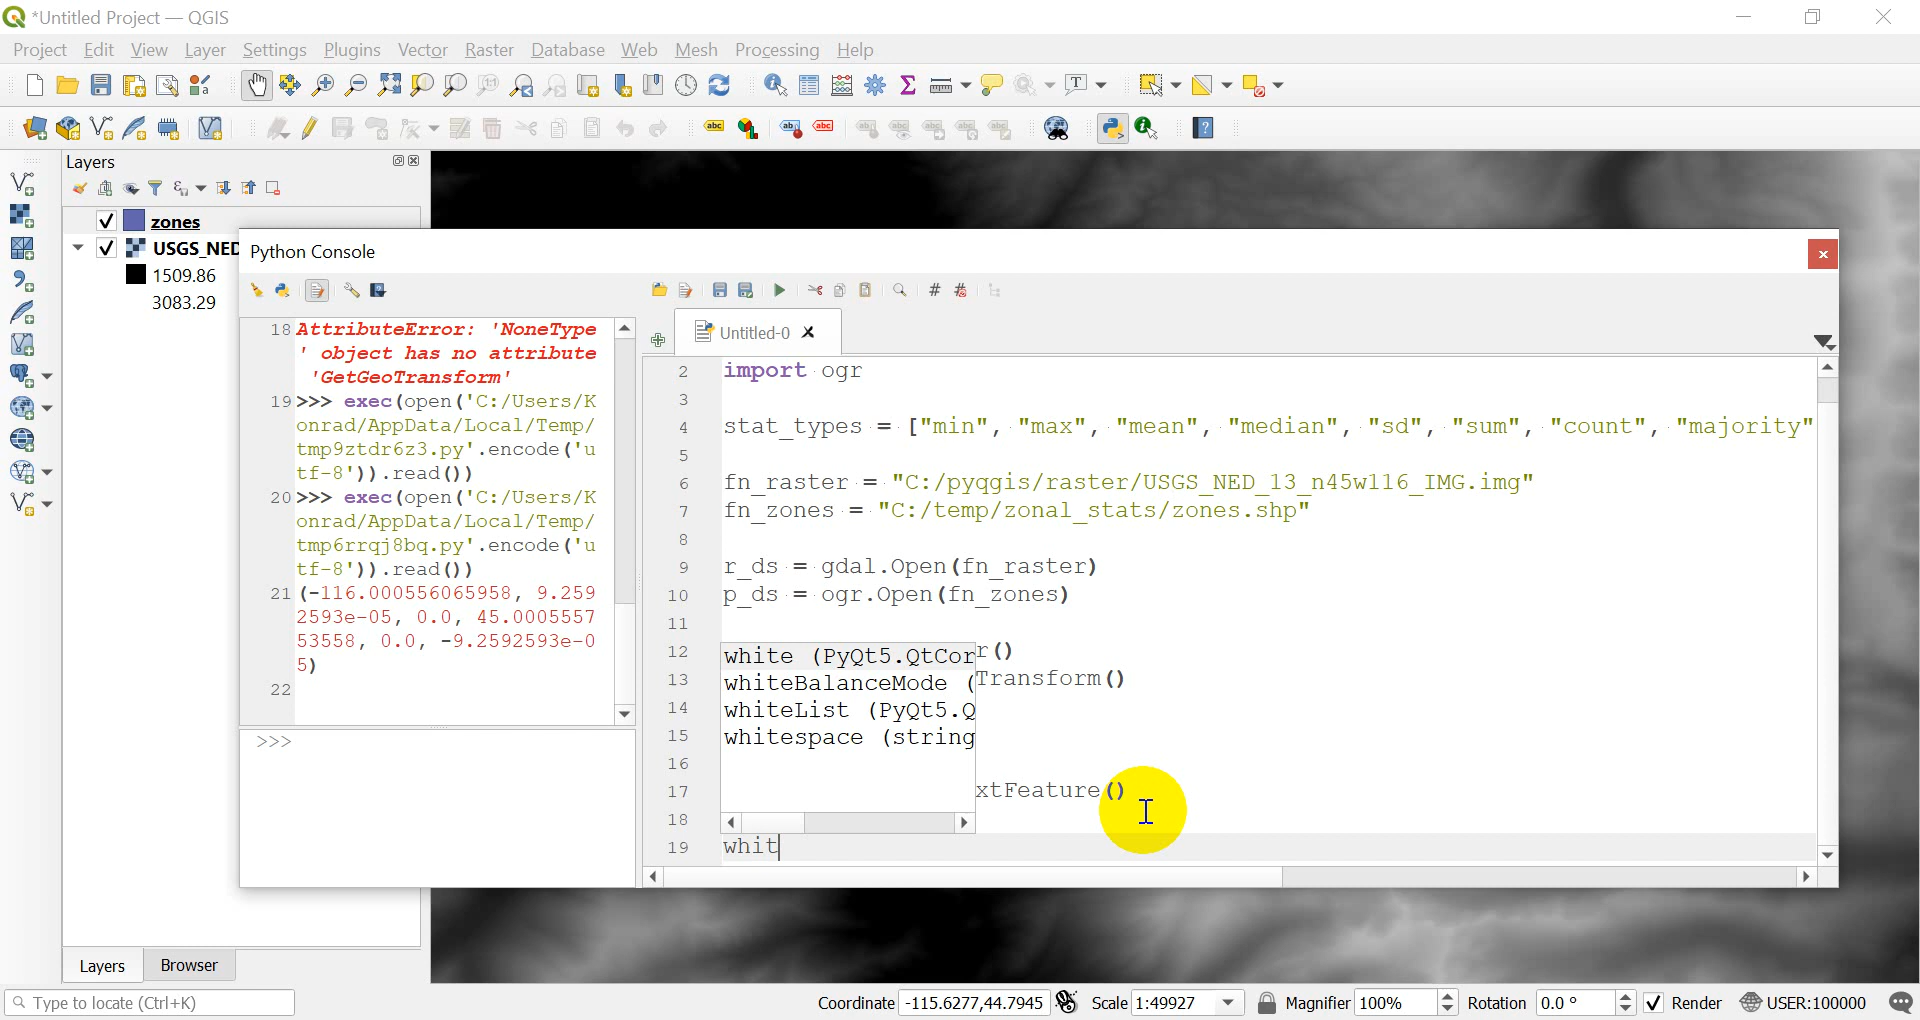 *Untitled Project — QGIS
Project Edit View Layer Settings Plugins Vector Raster Database Web Mesh Processing Help
Layers
zones
USGS_NED
1509.86
3083.29
Python Console
18 AttributeError: 'NoneType
' object has no attribute
'GetGeoTransform'
19 >>> exec(open('C:/Users/K
onrad/AppData/Local/Temp/
tmp9ztdr6z3.py'.encode('u
tf-8')).read())
20 >>> exec(open('C:/Users/K
onrad/AppData/Local/Temp/
tmp6rrqj8bq.py'.encode('u
tf-8')).read())
21 (-116.000556065958, 9.259
2593e-05, 0.0, 45.0005557
53558, 0.0, -9.2592593e-0
5)
22
>>>
Untitled-0
2 import ogr
3
4 stat_types = ["min", "max", "mean", "median", "sd", "sum", "count", "majority"
5
6 fn_raster = "C:/pyqgis/raster/USGS_NED_13_n45w116_IMG.img"
7 fn_zones = "C:/temp/zonal_stats/zones.shp"
8
9 r_ds = gdal.Open(fn_raster)
10 p_ds = ogr.Open(fn_zones)
11
12 r()
13 Transform()
14
15
16
17 xtFeature()
18
19 whit
white (PyQt5.QtCor
whiteBalanceMode (
whiteList (PyQt5.Q
whitespace (string
Layers Browser
Type to locate (Ctrl+K)
Coordinate -115.6277,44.7945 Scale 1:49927 Magnifier 100% Rotation 0.0 ° Render USER:100000